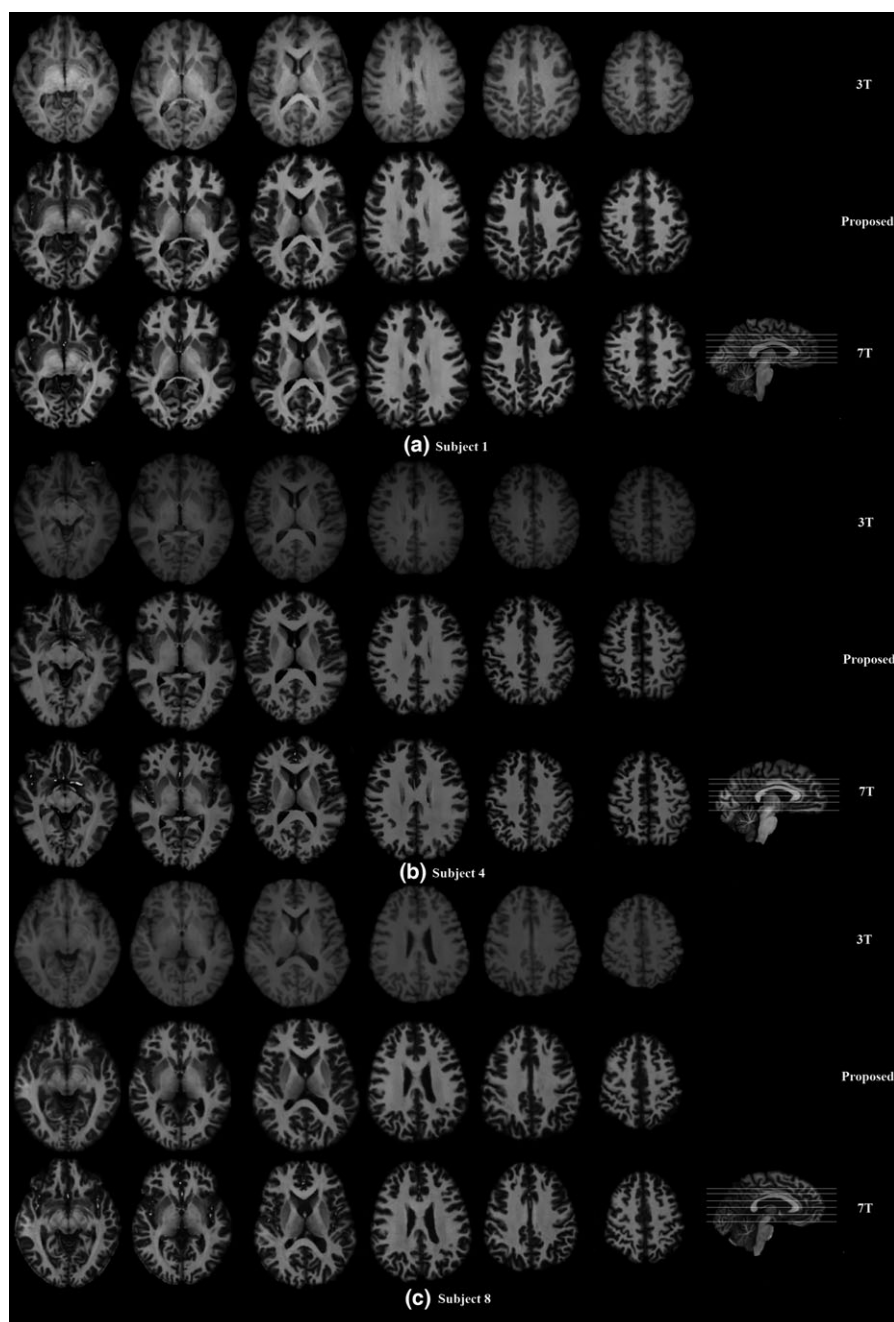 3T
Proposed
7T
(a) Subject 1
3T
Proposed
7T
(b) Subject 4
3T
Proposed
7T
(c) Subject 8